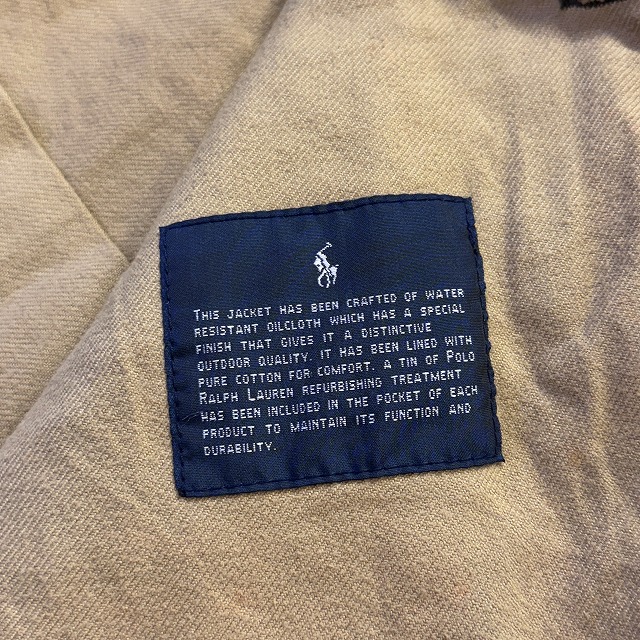 THIS JACKET HAS BEEN CRAFTED OF WATER
RESISTANT OILCLOTH WHICH HAS A SPECIAL
FINISH THAT GIVES IT A DISTINCTIVE
OUTDOOR QUALITY. IT HAS BEEN LINED WITH
PURE COTTON FOR COMFORT. A TIN OF POLO
RALPH LAUREN REFURBISHING TREATMENT
HAS BEEN INCLUDED IN THE POCKET OF EACH
PRODUCT TO MAINTAIN ITS FUNCTION AND
DURABILITY.